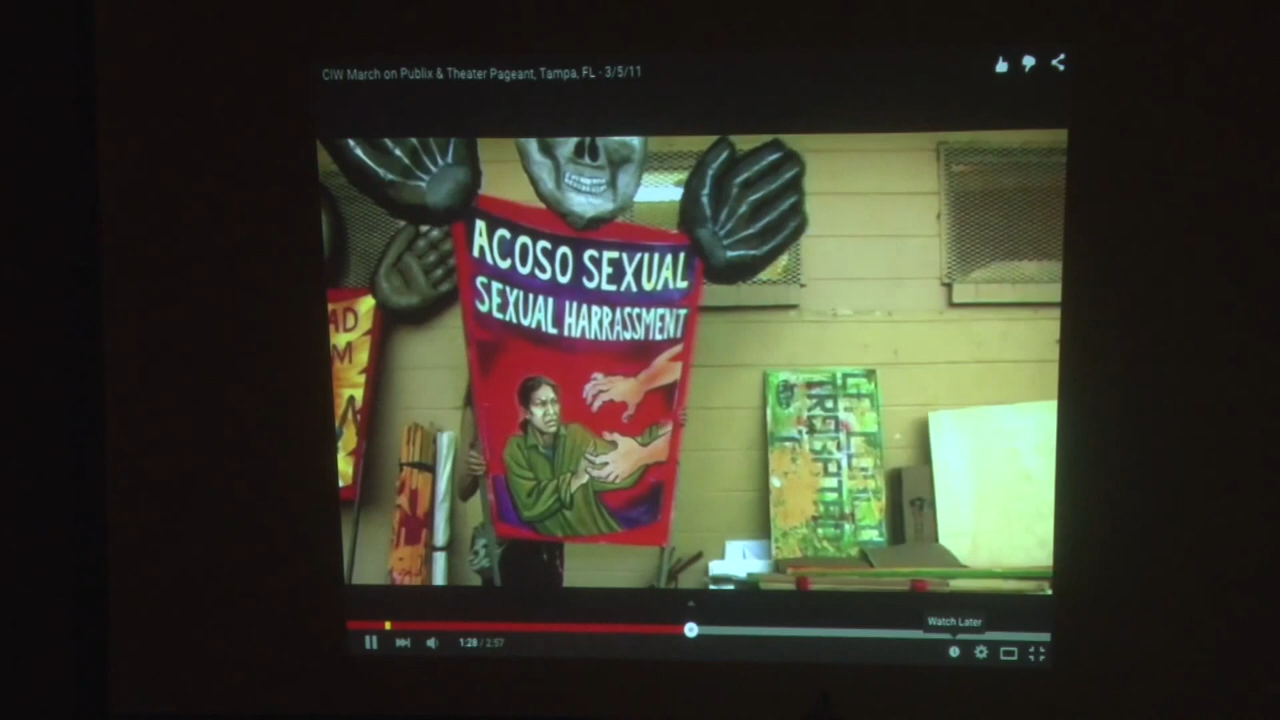 CIW March on Publix & Theater Pageant, Tampa, FL - 3/5/11
ACOSO SEXUAL
SEXUAL HARRASSMENT
AD
M
Watch Later
1:28 / 2:57